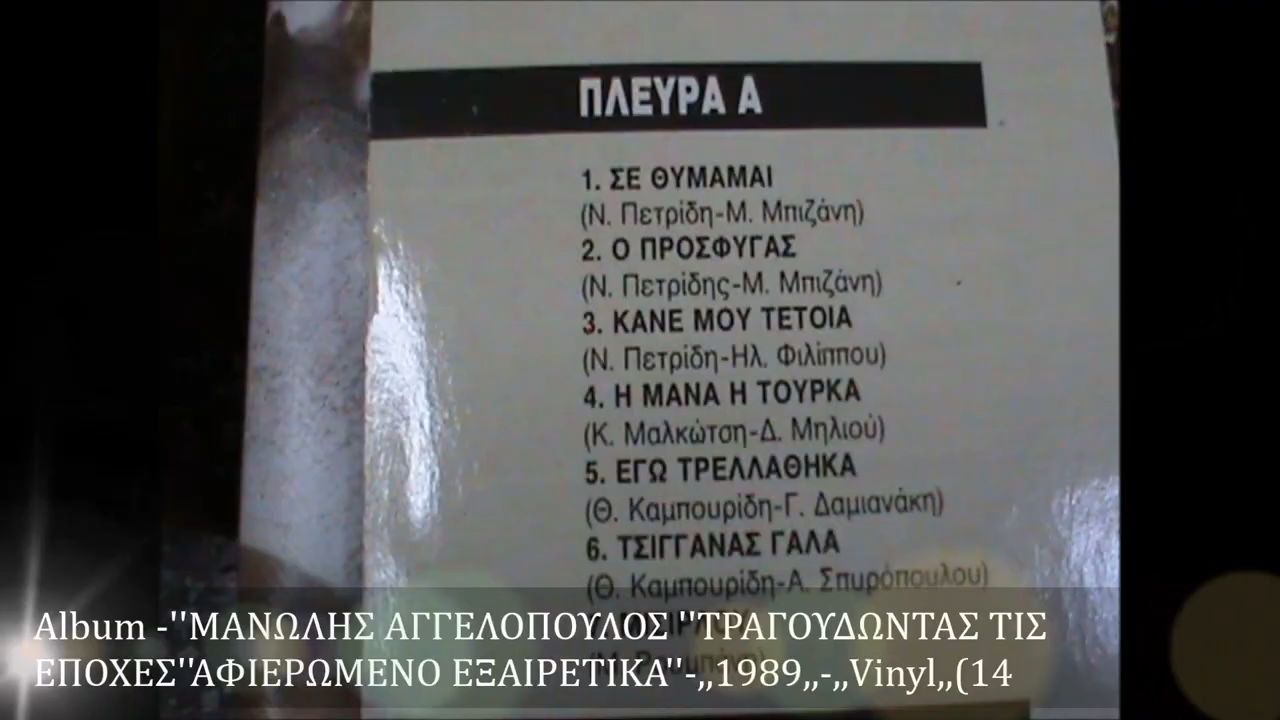 ΠΛΕΥΡΑ Α
1. ΣΕ ΘΥΜΑΜΑΙ
(Ν. Πετρίδη-Μ. Μπιζάνη)
2. Ο ΠΡΟΣΦΥΓΑΣ
(Ν. Πετρίδης-Μ. Μπιζάνη)
3. ΚΑΝΕ ΜΟΥ ΤΕΤΟΙΑ
(Ν. Πετρίδη-Ηλ. Φιλίππου)
4. Η ΜΑΝΑ Η ΤΟΥΡΚΑ
(Κ. Μαλκώτση-Δ. Μηλιού)
5. ΕΓΩ ΤΡΕΛΛΑΘΗΚΑ
(Θ. Καμπουρίδη-Γ. Δαμιανάκη)
6. ΤΣΙΓΓΑΝΑΣ ΓΑΛΑ
(Θ. Καμπουρίδη-Α. Σπυρόπουλου)
Album -''ΜΑΝΩΛΗΣ ΑΓΓΕΛΟΠΟΥΛΟΣ ''ΤΡΑΓΟΥΔΩΝΤΑΣ ΤΙΣ
ΕΠΟΧΕΣ''ΑΦΙΕΡΩΜΕΝΟ ΕΞΑΙΡΕΤΙΚΑ''-,,1989,,-,,Vinyl,,(14